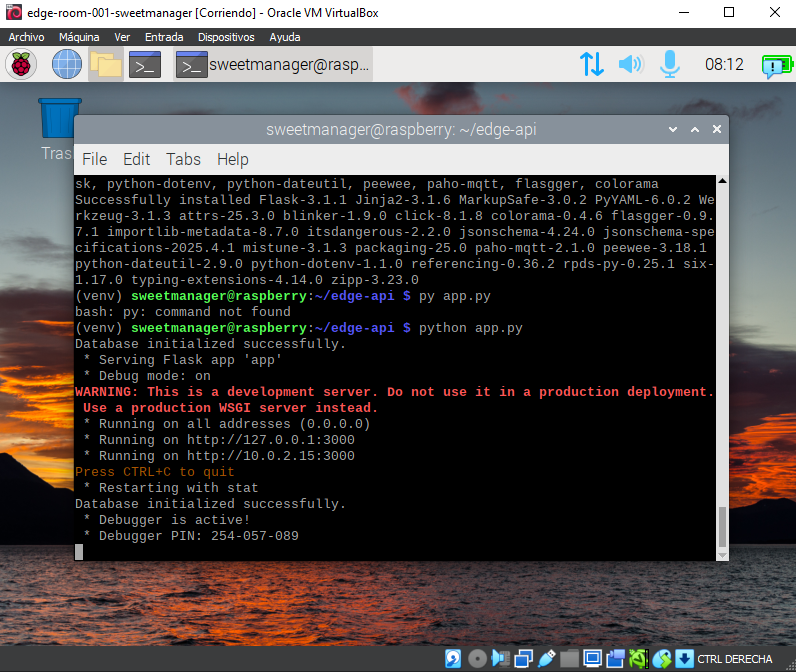 edge-room-001-sweetmanager [Corriendo] - Oracle VM VirtualBox
Archivo Máquina Ver Entrada Dispositivos Ayuda
sweetmanager@rasp... 08:12
Tras
sweetmanager@raspberry: ~/edge-api
File Edit Tabs Help
sk, python-dotenv, python-dateutil, peewee, paho-mqtt, flasgger, colorama
Successfully installed Flask-3.1.1 Jinja2-3.1.6 MarkupSafe-3.0.2 PyYAML-6.0.2 We
rkzeug-3.1.3 attrs-25.3.0 blinker-1.9.0 click-8.1.8 colorama-0.4.6 flasgger-0.9.
7.1 importlib-metadata-8.7.0 itsdangerous-2.2.0 jsonschema-4.24.0 jsonschema-spe
cifications-2025.4.1 mistune-3.1.3 packaging-25.0 paho-mqtt-2.1.0 peewee-3.18.1
python-dateutil-2.9.0 python-dotenv-1.1.0 referencing-0.36.2 rpds-py-0.25.1 six-
1.17.0 typing-extensions-4.14.0 zipp-3.23.0
(venv) sweetmanager@raspberry:~/edge-api $ py app.py
bash: py: command not found
(venv) sweetmanager@raspberry:~/edge-api $ python app.py
Database initialized successfully.
* Serving Flask app 'app'
* Debug mode: on
WARNING: This is a development server. Do not use it in a production deployment.
Use a production WSGI server instead.
* Running on all addresses (0.0.0.0)
* Running on http://127.0.0.1:3000
* Running on http://10.0.2.15:3000
Press CTRL+C to quit
* Restarting with stat
Database initialized successfully.
* Debugger is active!
* Debugger PIN: 254-057-089
CTRL DERECHA